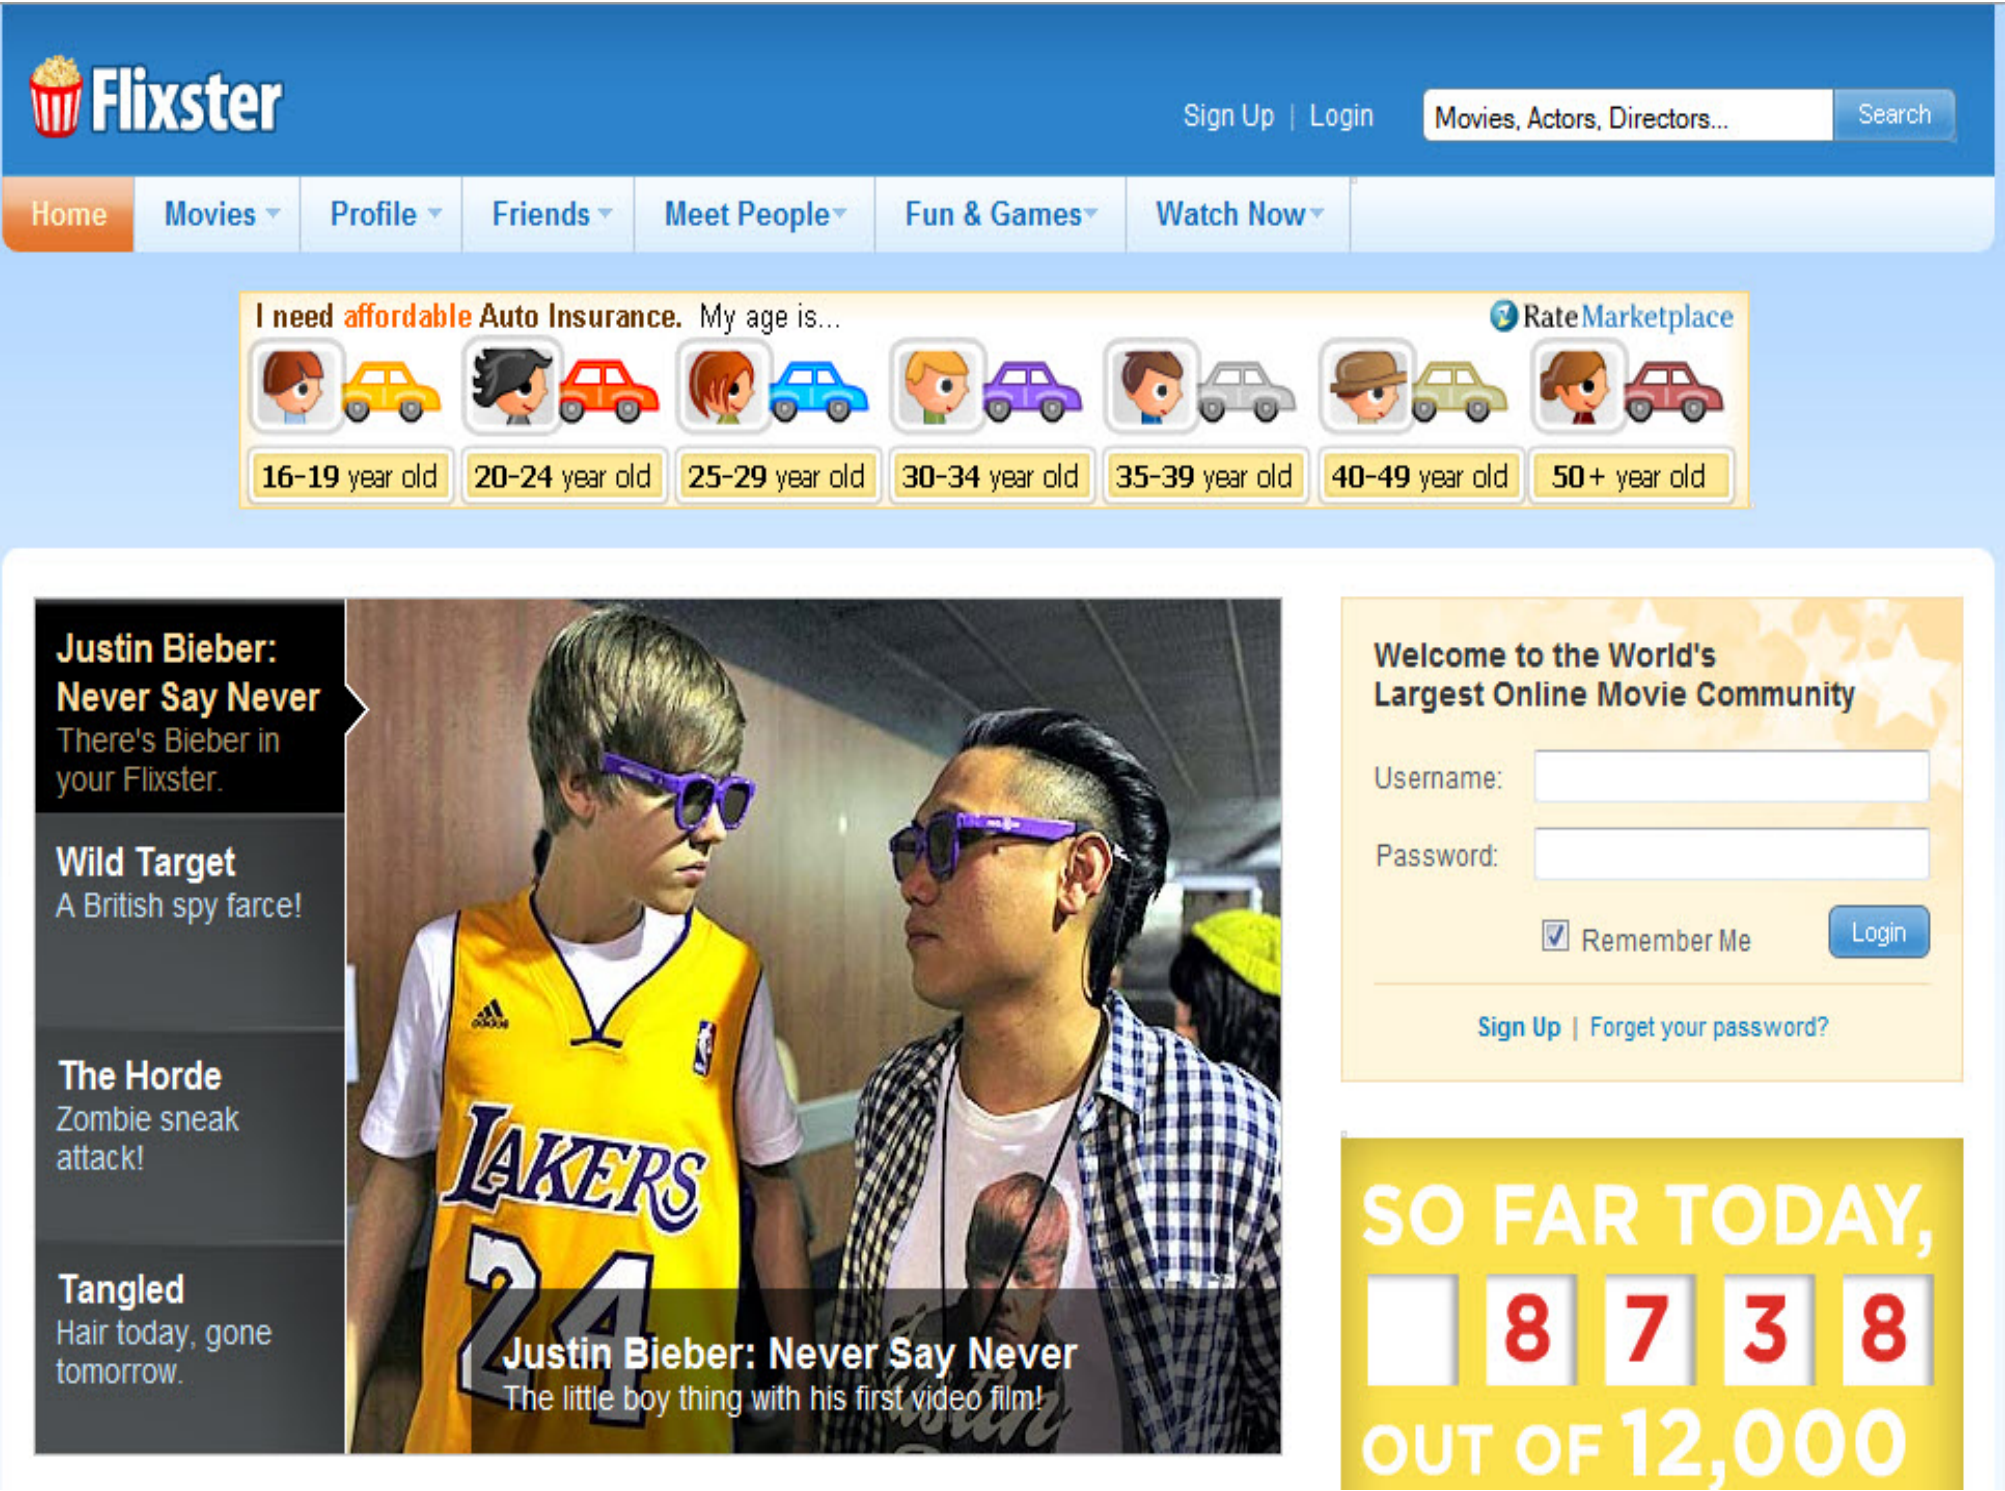 Flixster
Sign Up | Login
Movies, Actors, Directors...
Search
Home
Movies
Profile
Friends
Meet People
Fun & Games
Watch Now
I need affordable Auto Insurance. My age is...
RateMarketplace
16-19 year old
20-24 year old
25-29 year old
30-34 year old
35-39 year old
40-49 year old
50+ year old
Justin Bieber:
Never Say Never
There's Bieber in
your Flixster.
Wild Target
A British spy farce!
The Horde
Zombie sneak
attack!
Tangled
Hair today, gone
tomorrow.
adidas
LAKERS
24
Justin Bieber: Never Say Never
The little boy thing with his first video film!
Welcome to the World's
Largest Online Movie Community
Username:
Password:
Remember Me
Login
Sign Up | Forget your password?
SO FAR TODAY,
8 7 3 8
OUT OF 12,000